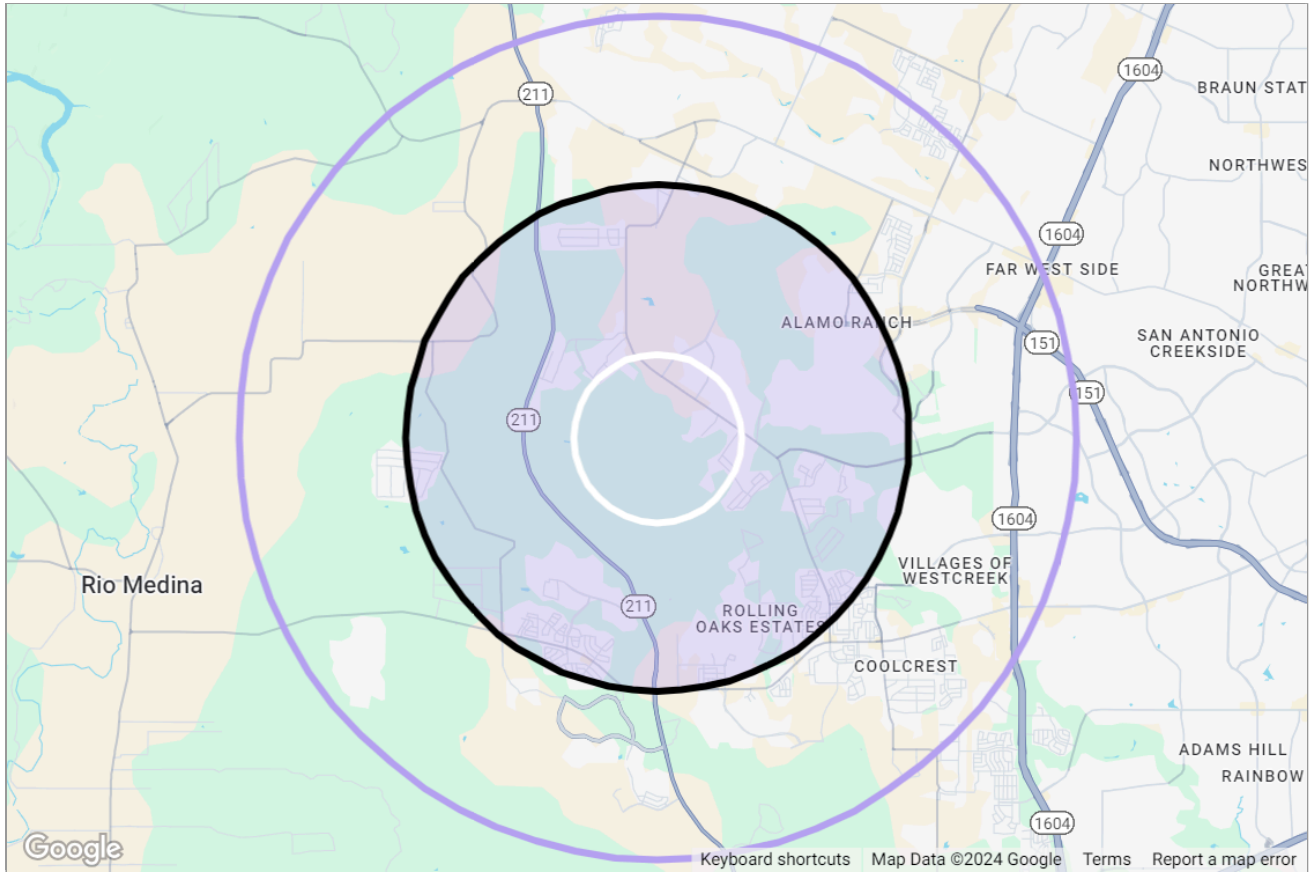 1604
BRAUN STAT
211
NORTHWES
1604
FAR WEST SIDE
GREAT
NORTHW
ALAMO RANCH
151
SAN ANTONIO
CREEKSIDE
151
211
1604
VILLAGES OF
WESTCREEK
Rio Medina
211
ROLLING
OAKS ESTATES
COOLCREST
ADAMS HILL
RAINBOW
1604
Google
Keyboard shortcuts Map Data ©2024 Google Terms Report a map error